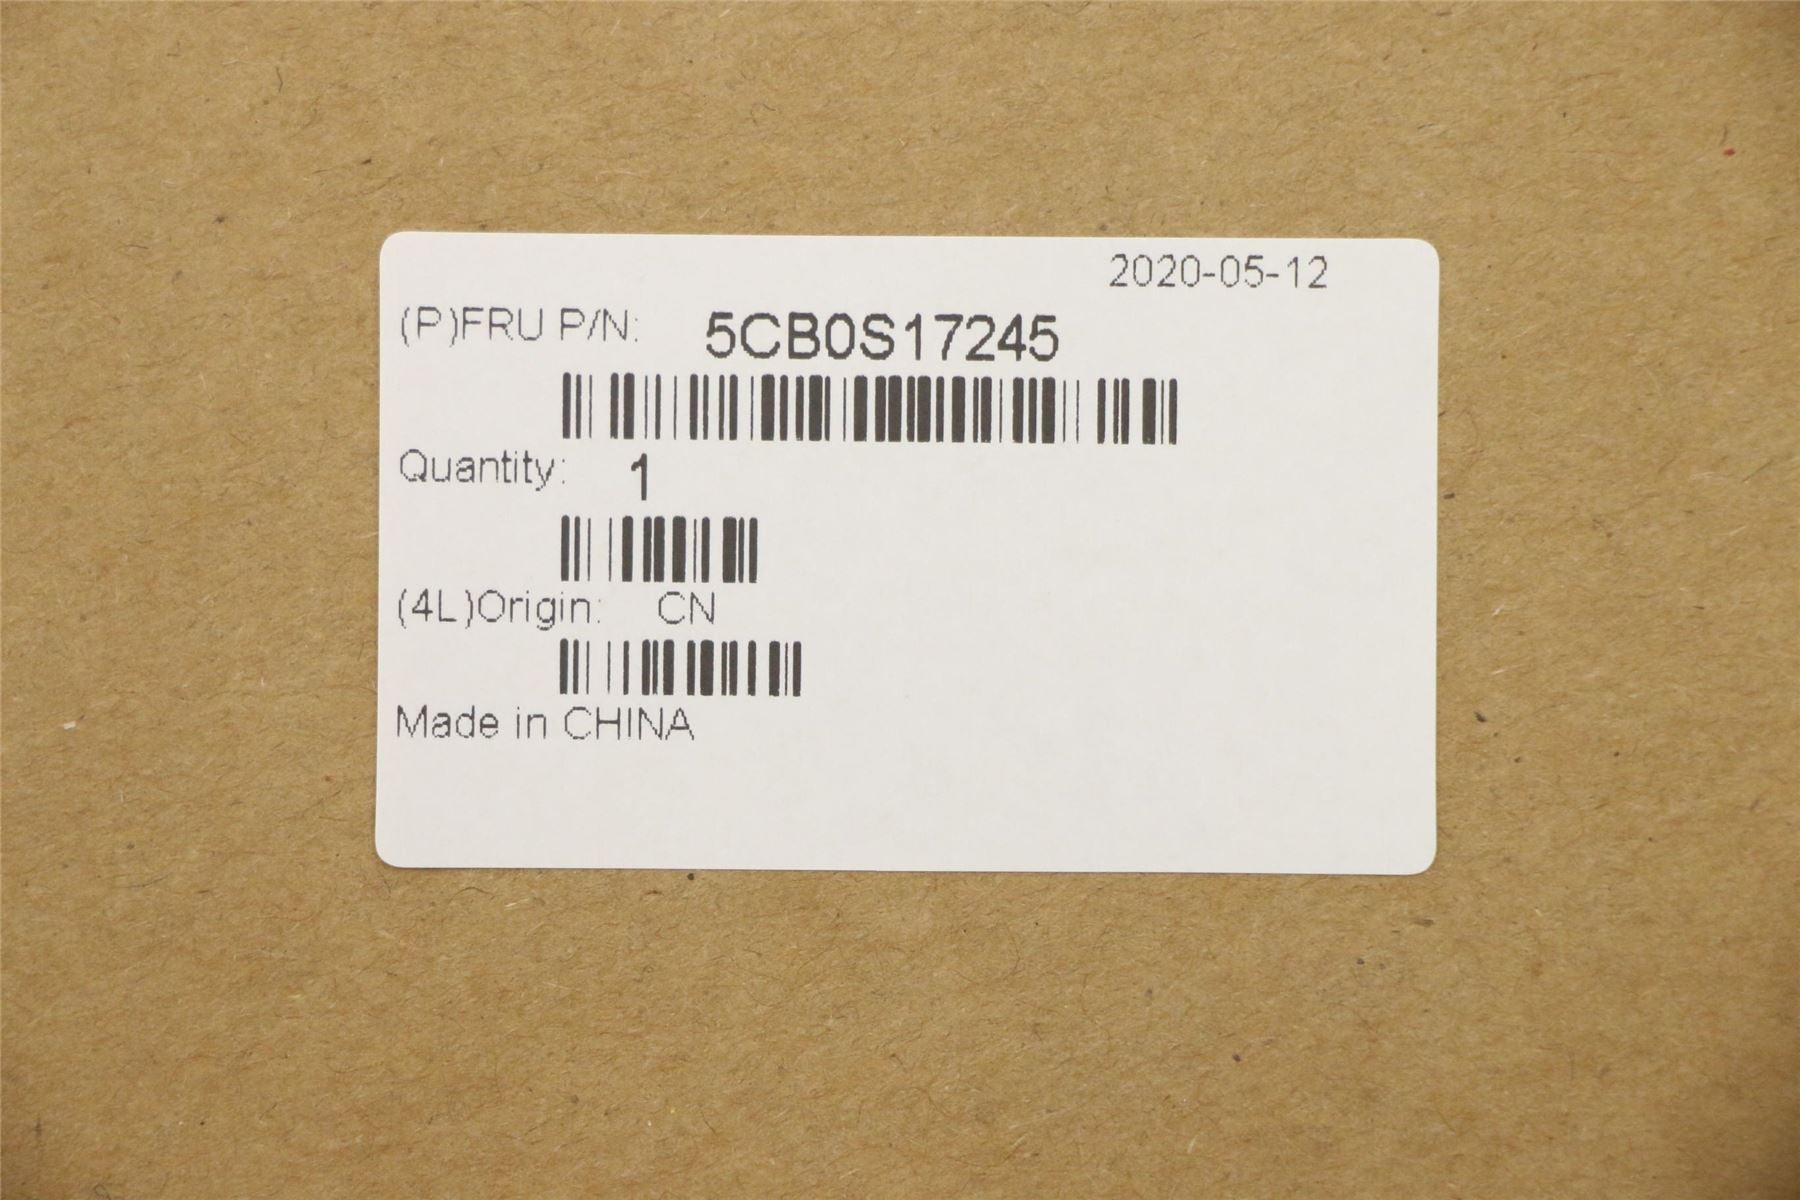 2020-05-12
(P)FRU P/N: 5CB0S17245
Quantity: 1
(4L)Origin: CN
Made in CHINA